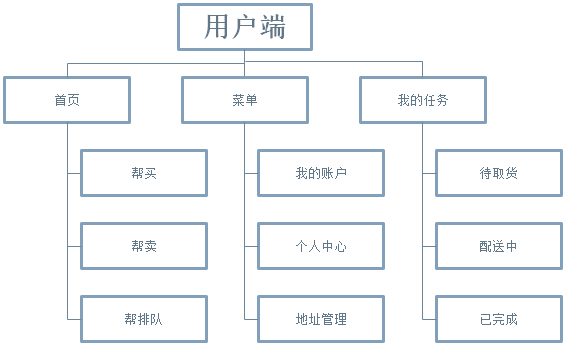 用户端
首页
菜单
我的任务
帮买
我的账户
待取货
帮卖
个人中心
配送中
帮排队
地址管理
已完成